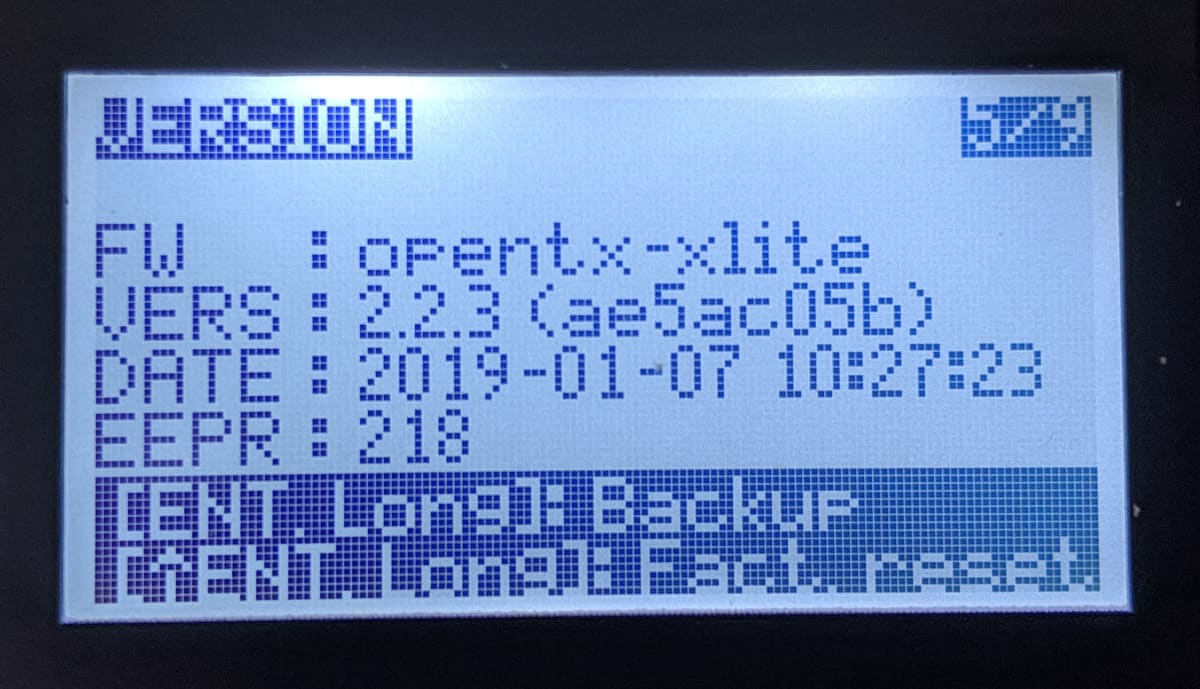 VERSION 5/9
FW : opentx-xlite
VERS : 2.2.3 (ae5ac05b)
DATE : 2019-01-07 10:27:23
EEPR : 218
[ENT. Long]: Backup
[^ENT. Long]: Fact. reset.